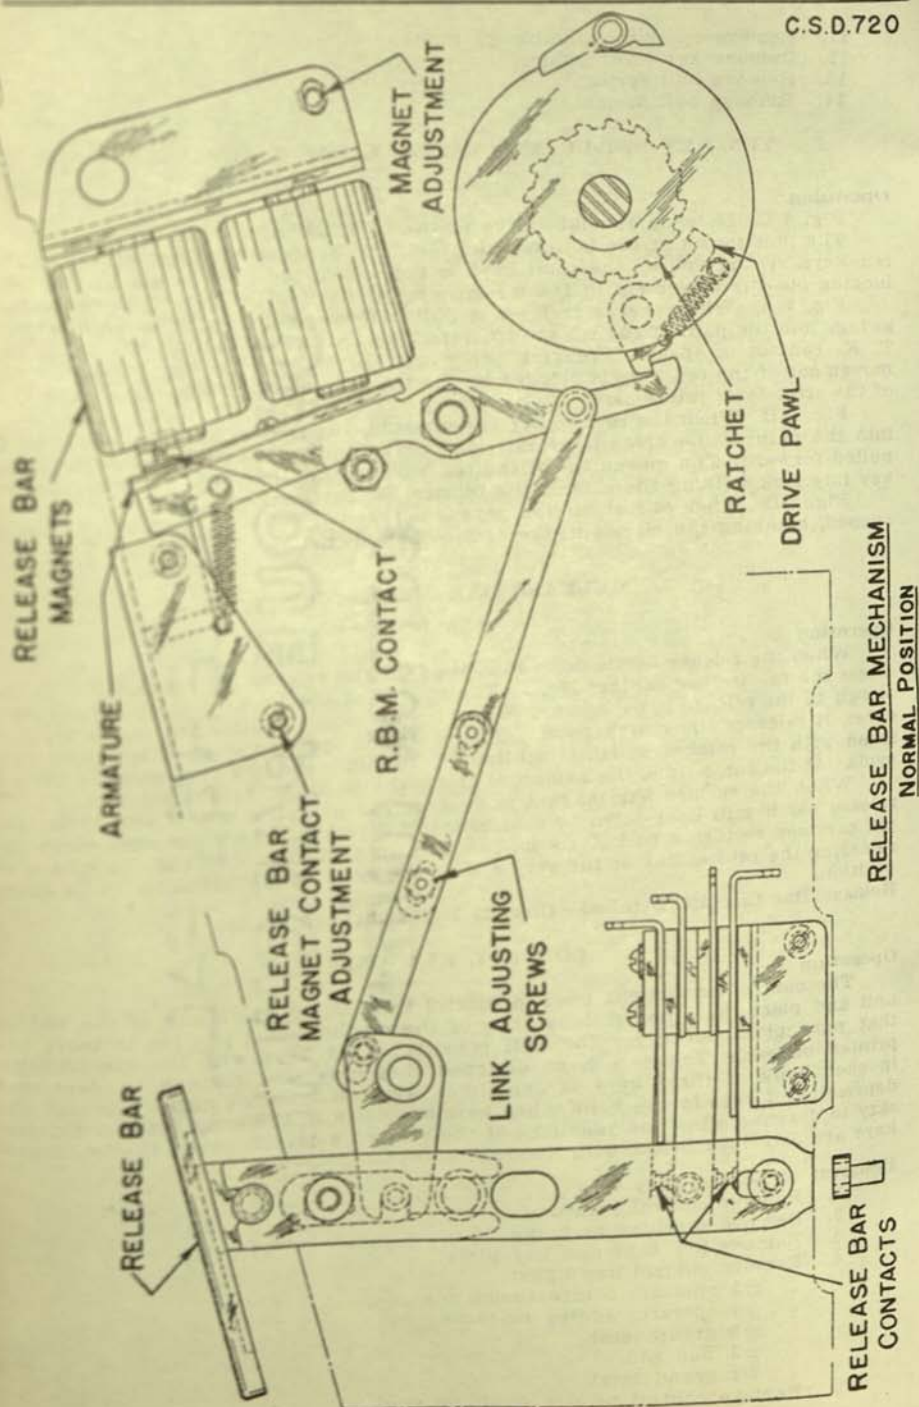 C.S.D.720
RELEASE BAR
MAGNETS
MAGNET
ADJUSTMENT
ARMATURE
R.B.M. CONTACT
RELEASE BAR
MAGNET CONTACT
ADJUSTMENT
RATCHET
DRIVE PAWL
RELEASE BAR
LINK ADJUSTING
SCREWS
RELEASE BAR
CONTACTS
RELEASE BAR MECHANISM
NORMAL POSITION